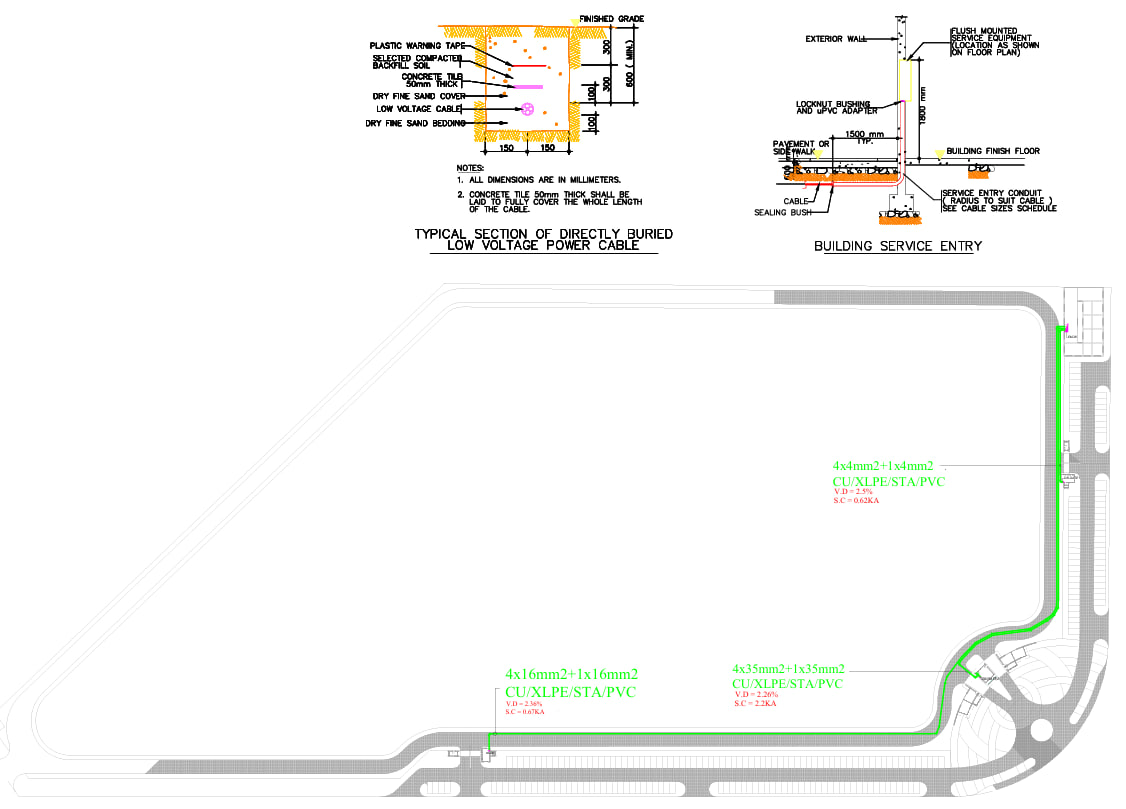 FINISHED GRADE
PLASTIC WARNING TAPE
SELECTED COMPACTED
BACKFILL SOIL
CONCRETE TILE
50mm THICK
DRY FINE SAND COVER
LOW VOLTAGE CABLE
DRY FINE SAND BEDDING
300
300
600 ( MIN.)
100
100
150
150
NOTES:
1. ALL DIMENSIONS ARE IN MILLIMETERS.
2. CONCRETE TILE 50mm THICK SHALL BE
LAID TO FULLY COVER THE WHOLE LENGTH
OF THE CABLE.
TYPICAL SECTION OF DIRECTLY BURIED
LOW VOLTAGE POWER CABLE
EXTERIOR WALL
FLUSH MOUNTED
SERVICE EQUIPMENT
(LOCATION AS SHOWN
ON FLOOR PLAN)
LOCKNUT BUSHING
AND uPVC ADAPTER
1800 mm
1500 mm
TYP.
PAVEMENT OR
SIDE WALK
BUILDING FINISH FLOOR
CABLE
SEALING BUSH
SERVICE ENTRY CONDUIT
( RADIUS TO SUIT CABLE )
SEE CABLE SIZES SCHEDULE
BUILDING SERVICE ENTRY
4x4mm2+1x4mm2
CU/XLPE/STA/PVC
V.D = 2.5%
S.C = 0.62KA
4x16mm2+1x16mm2
CU/XLPE/STA/PVC
V.D = 2.36%
S.C = 0.67KA
4x35mm2+1x35mm2
CU/XLPE/STA/PVC
V.D = 2.26%
S.C = 2.2KA